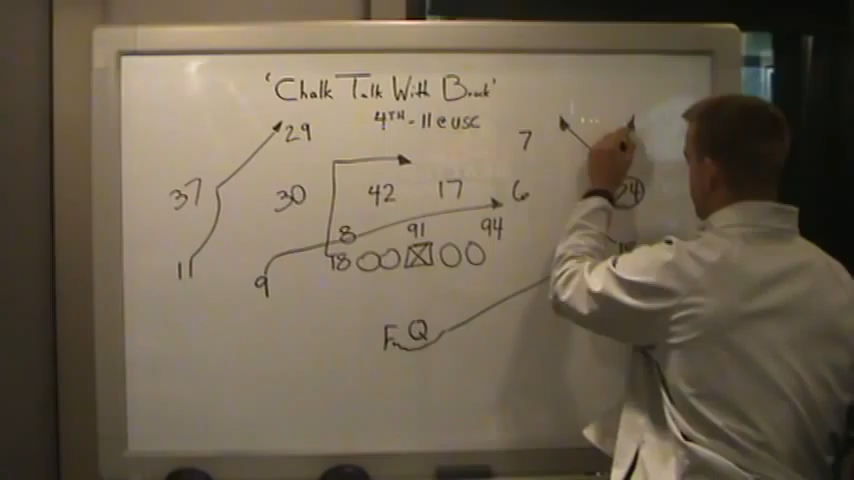 'Chalk Talk With Brock'
4TH - 11 @ USC
29
7
37 30 42 17 6 24
8 91 94
11 9 18
F Q